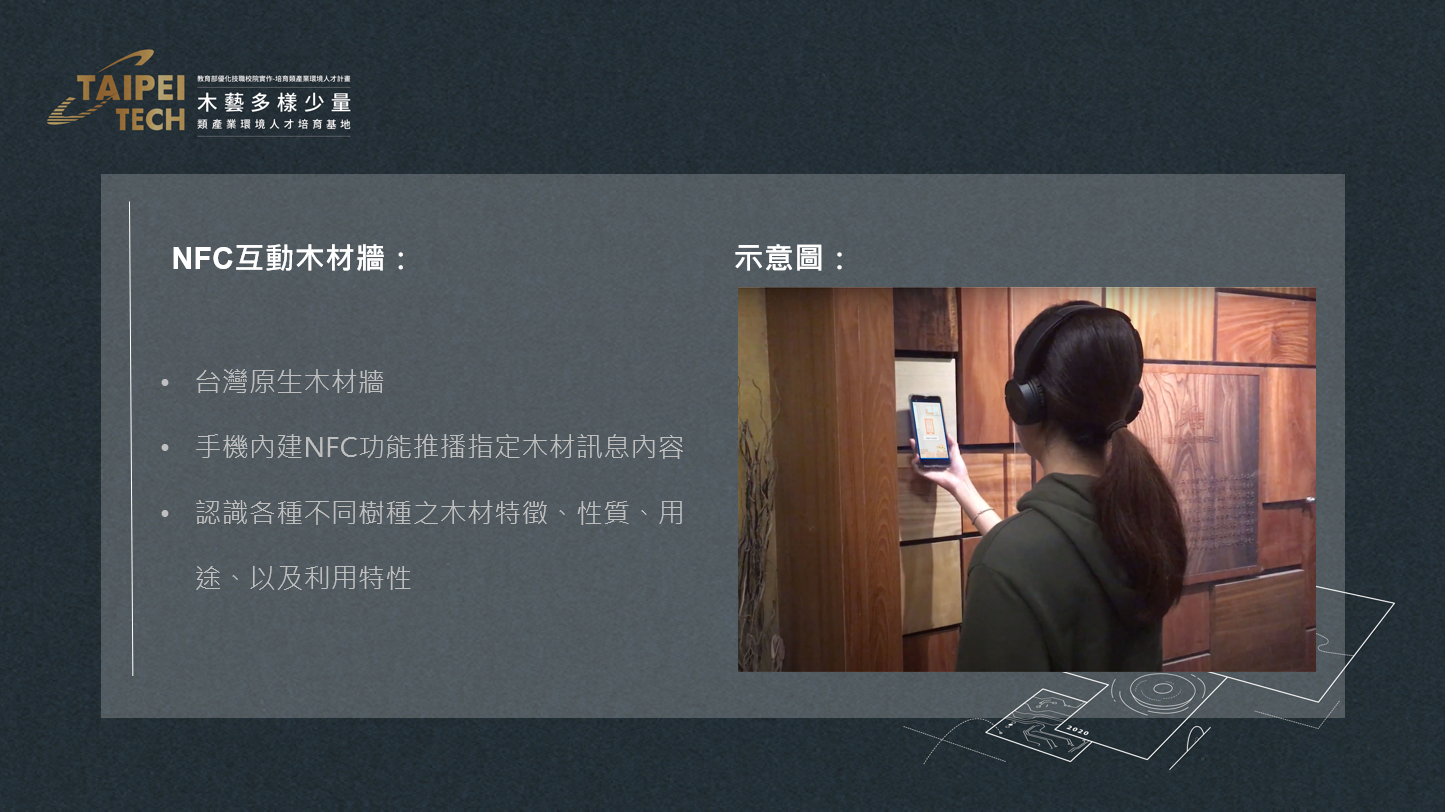 TAIPEI
TECH
教育部優化技職校院實作-培育類產業環境人才計畫
木藝多樣少量
類產業環境人才培育基地
NFC互動木材牆：
• 台灣原生木材牆
• 手機內建NFC功能推播指定木材訊息內容
• 認識各種不同樹種之木材特徵、性質、用
途、以及利用特性
示意圖：
2020